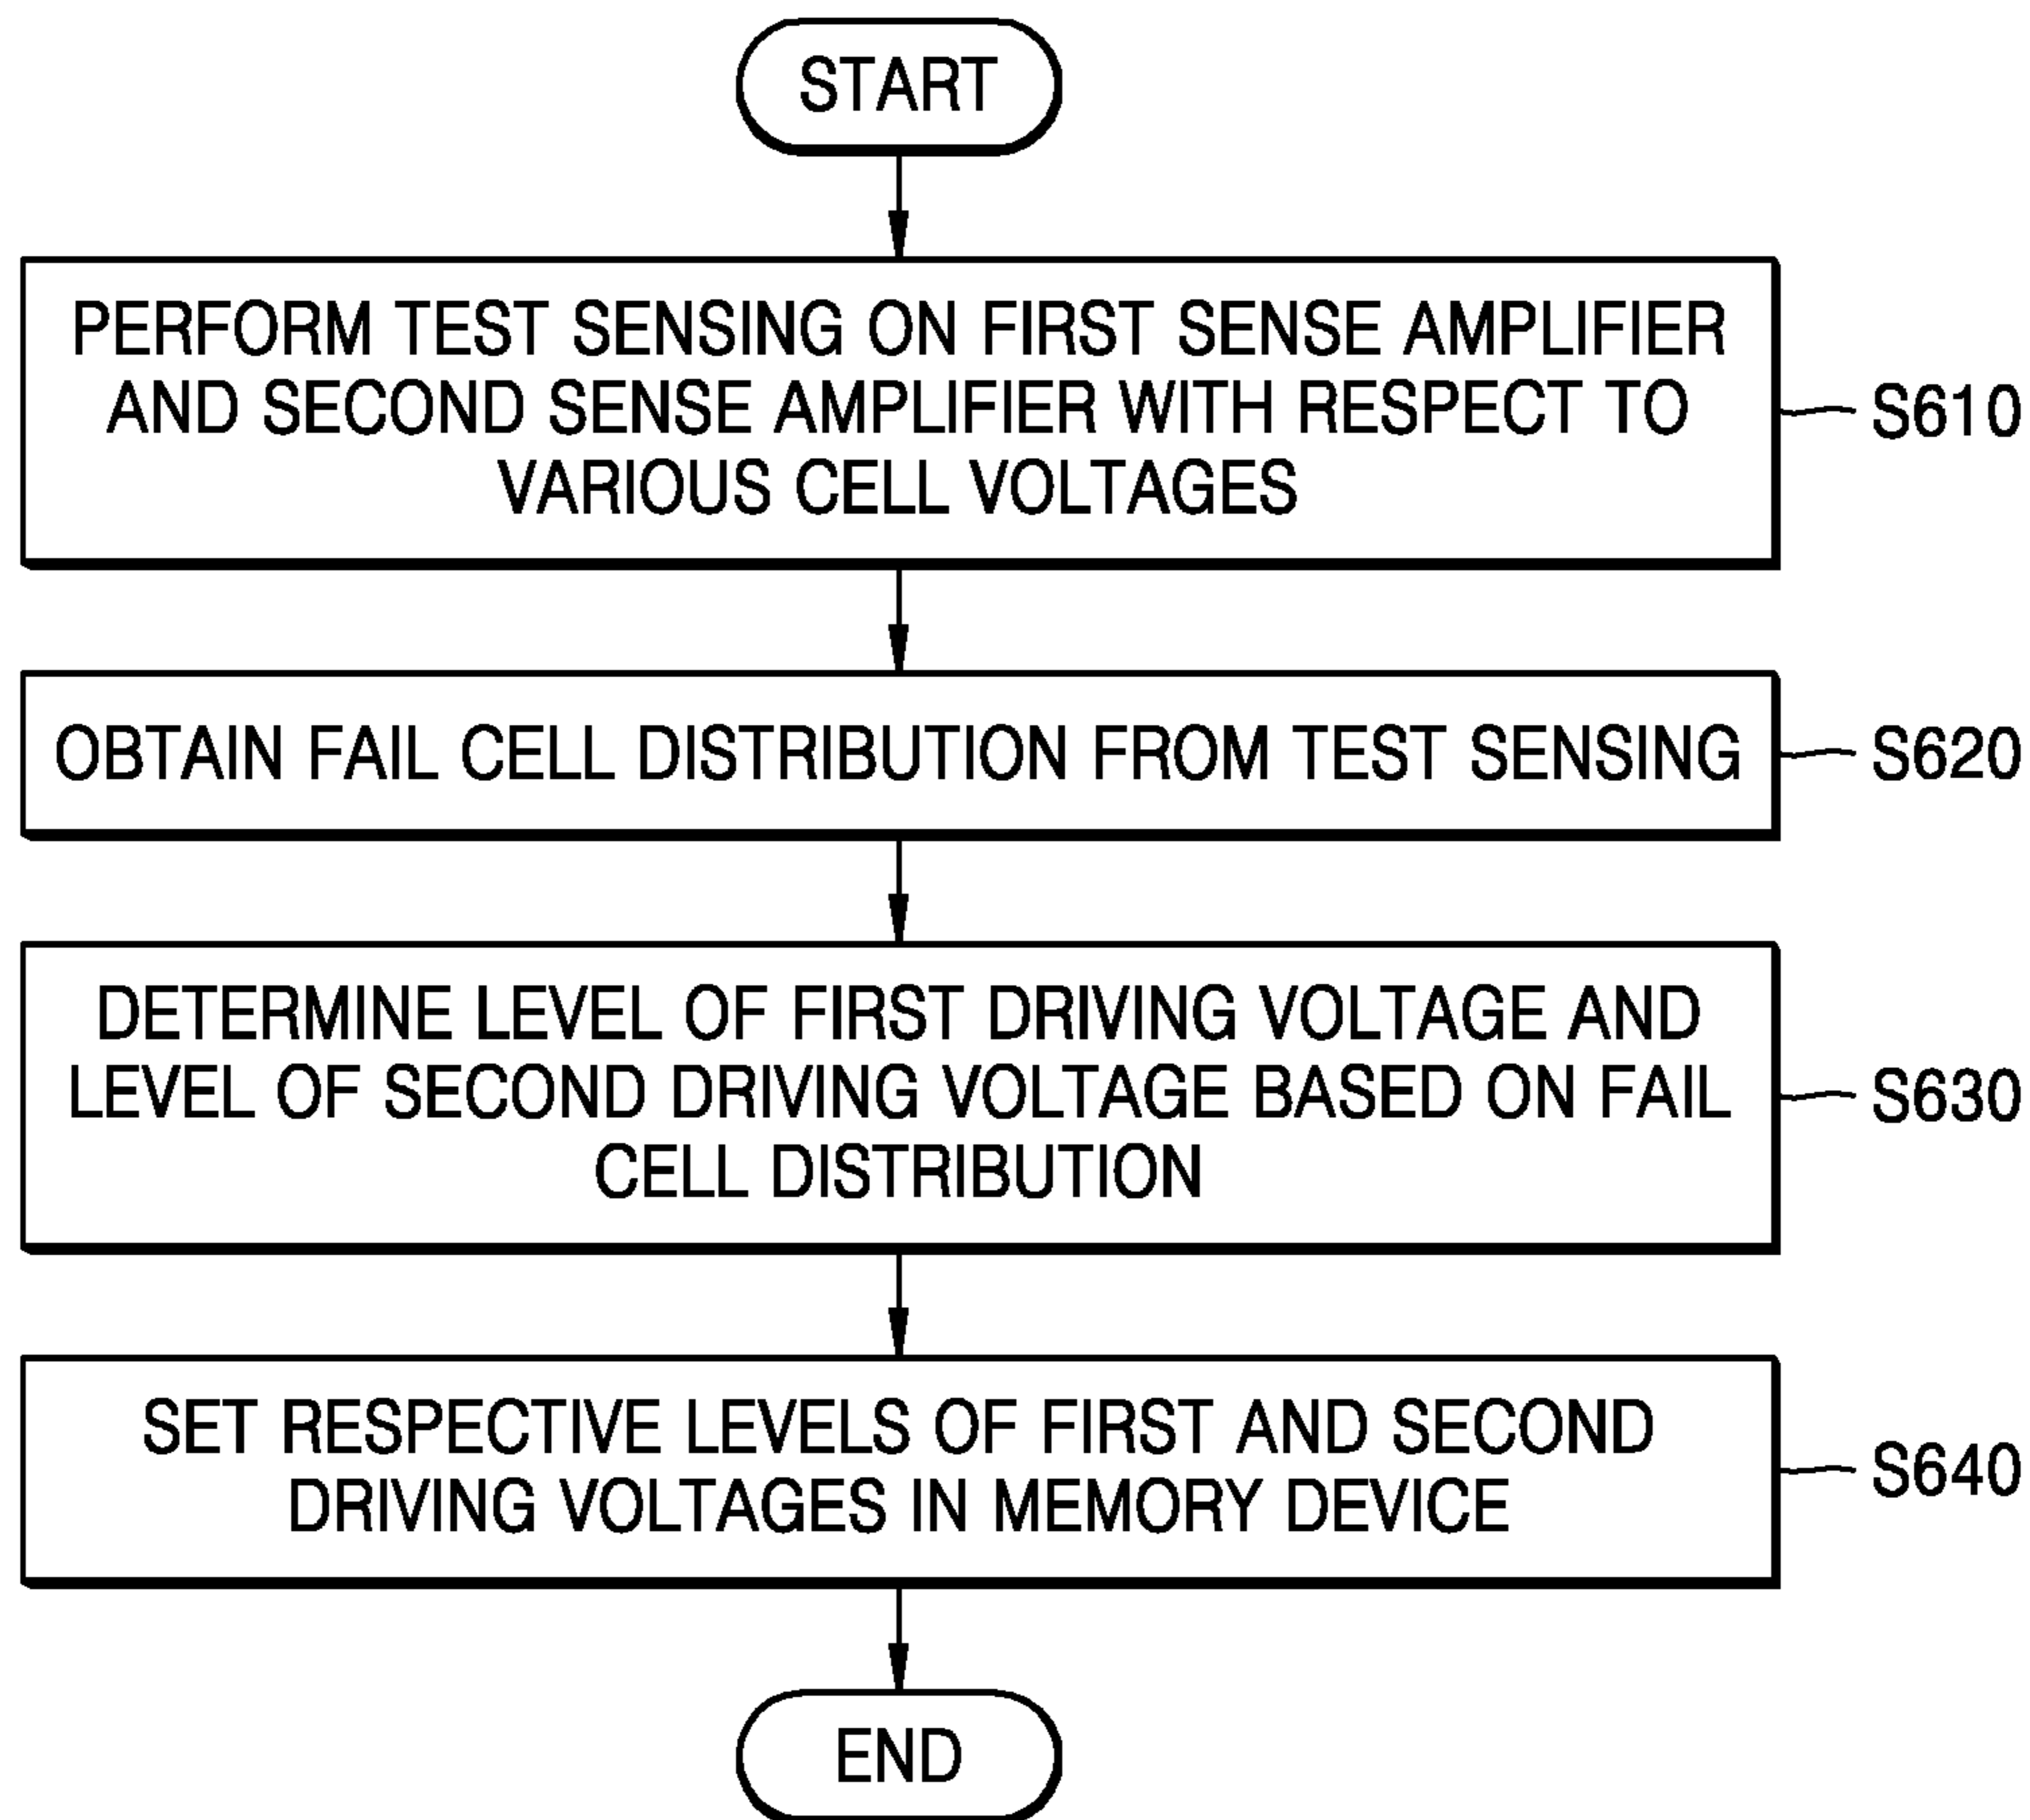 START
PERFORM TEST SENSING ON FIRST SENSE AMPLIFIER
AND SECOND SENSE AMPLIFIER WITH RESPECT TO
VARIOUS CELL VOLTAGES
S610
OBTAIN FAIL CELL DISTRIBUTION FROM TEST SENSING
S620
DETERMINE LEVEL OF FIRST DRIVING VOLTAGE AND
LEVEL OF SECOND DRIVING VOLTAGE BASED ON FAIL
CELL DISTRIBUTION
S630
SET RESPECTIVE LEVELS OF FIRST AND SECOND
DRIVING VOLTAGES IN MEMORY DEVICE
S640
END